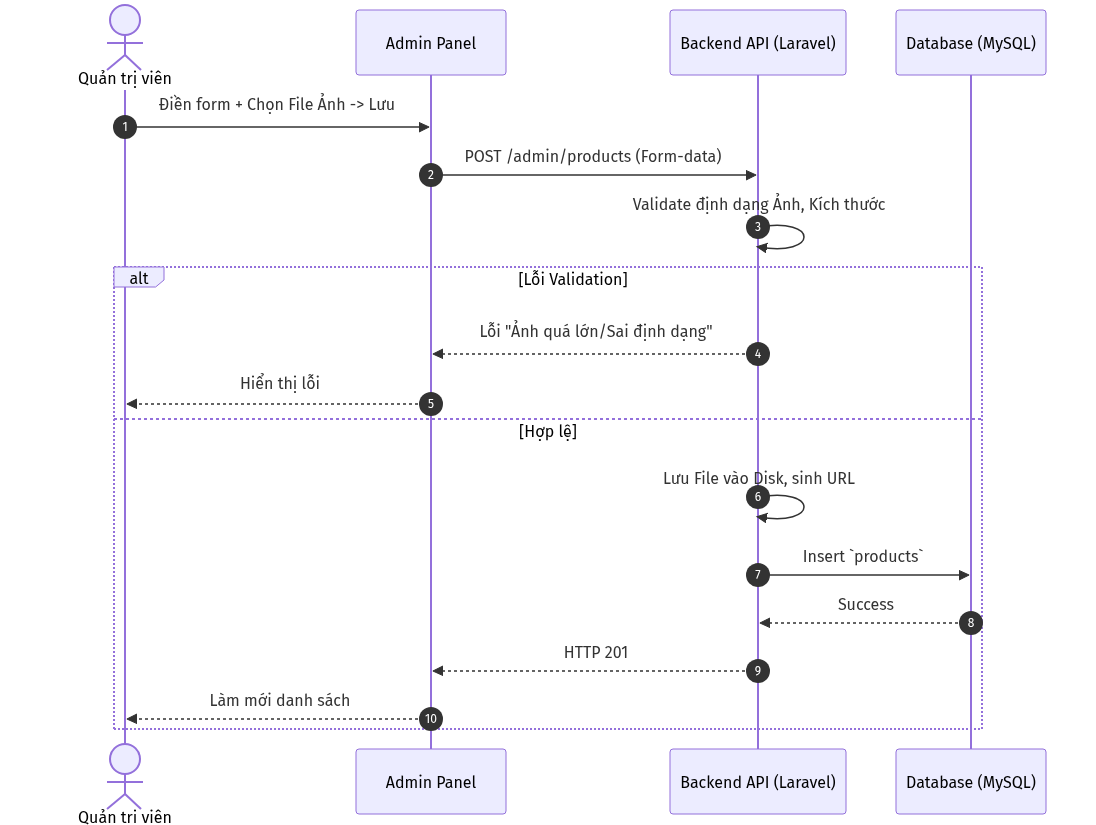 Quản trị viên
Admin Panel
Backend API (Laravel)
Database (MySQL)
Điền form + Chọn File Ảnh -> Lưu
1
POST /admin/products (Form-data)
2
Validate định dạng Ảnh, Kích thước
3
alt
[Lỗi Validation]
Lỗi "Ảnh quá lớn/Sai định dạng"
4
Hiển thị lỗi
5
[Hợp lệ]
Lưu File vào Disk, sinh URL
6
Insert `products`
7
Success
8
HTTP 201
9
Làm mới danh sách
10
Quản trị viên
Admin Panel
Backend API (Laravel)
Database (MySQL)